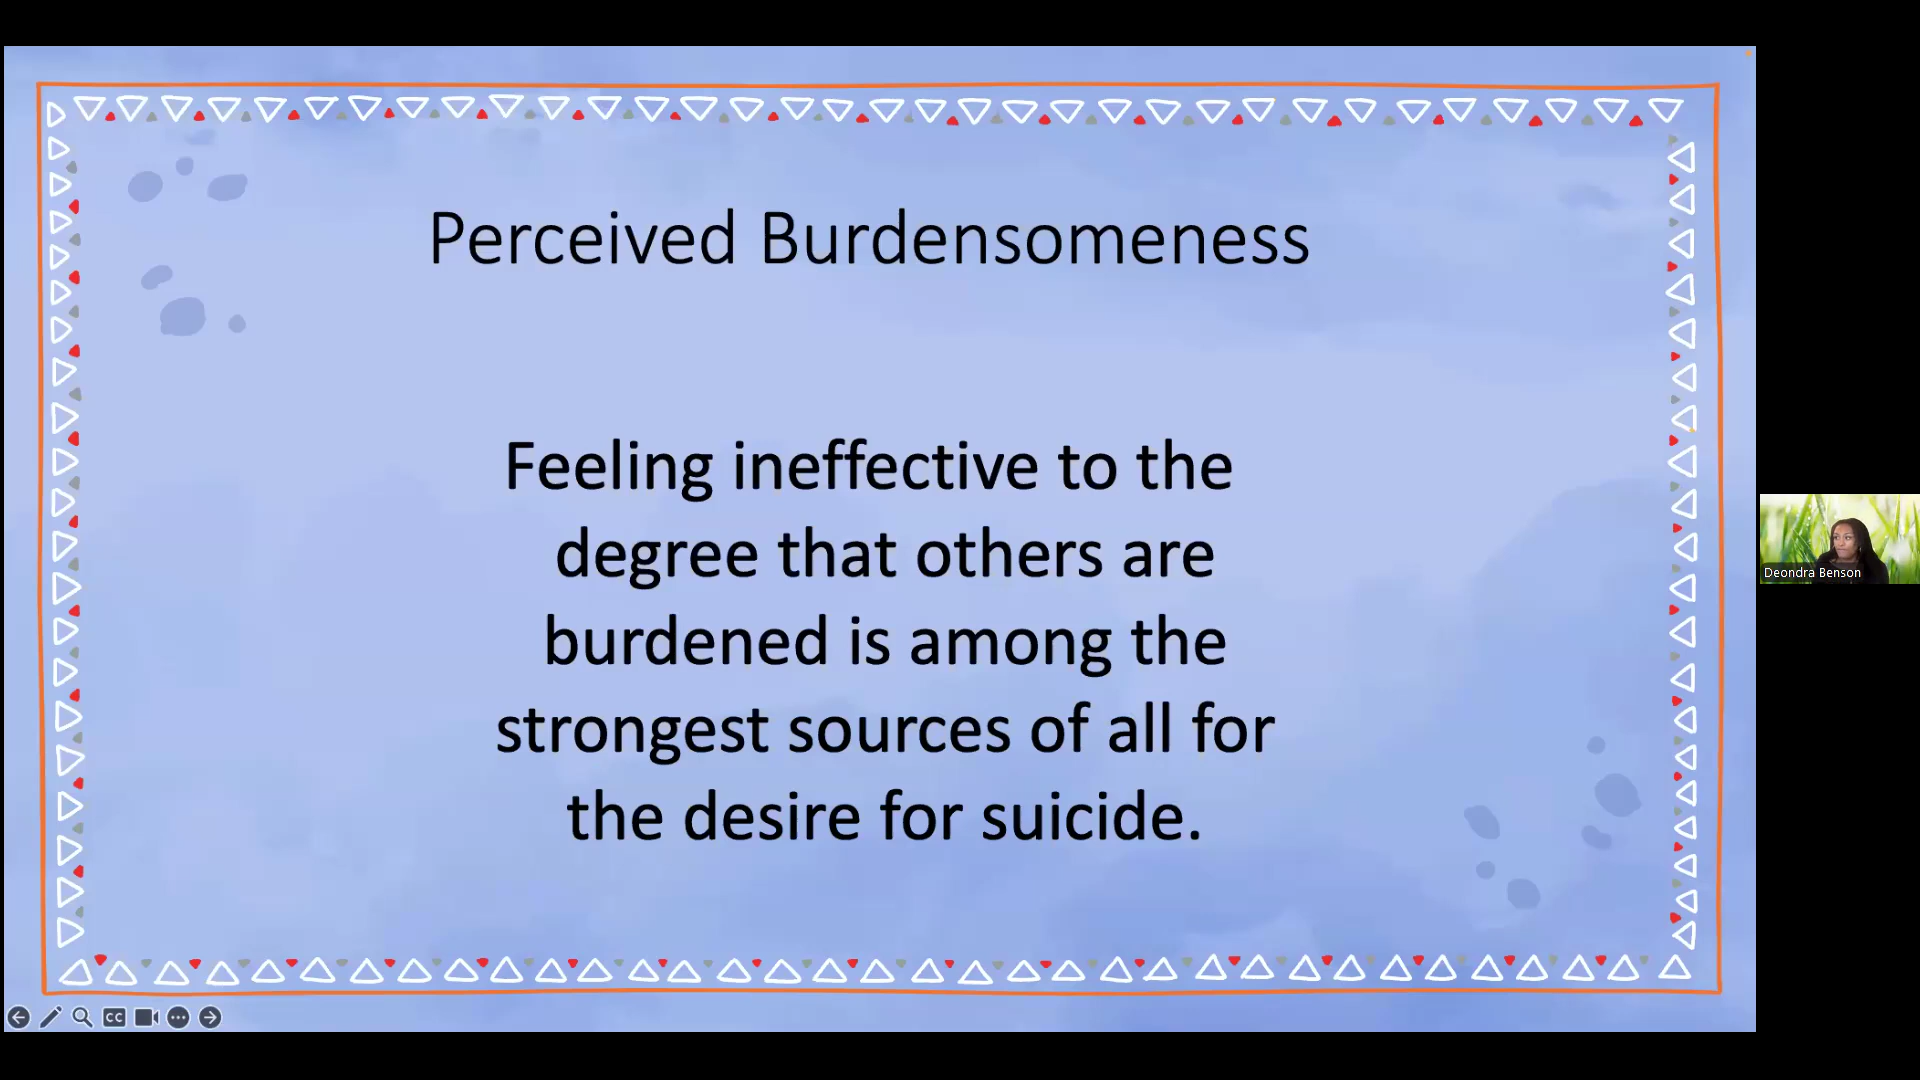 Perceived Burdensomeness
Feeling ineffective to the
degree that others are
burdened is among the
strongest sources of all for
the desire for suicide.
Deondra Benson
CC